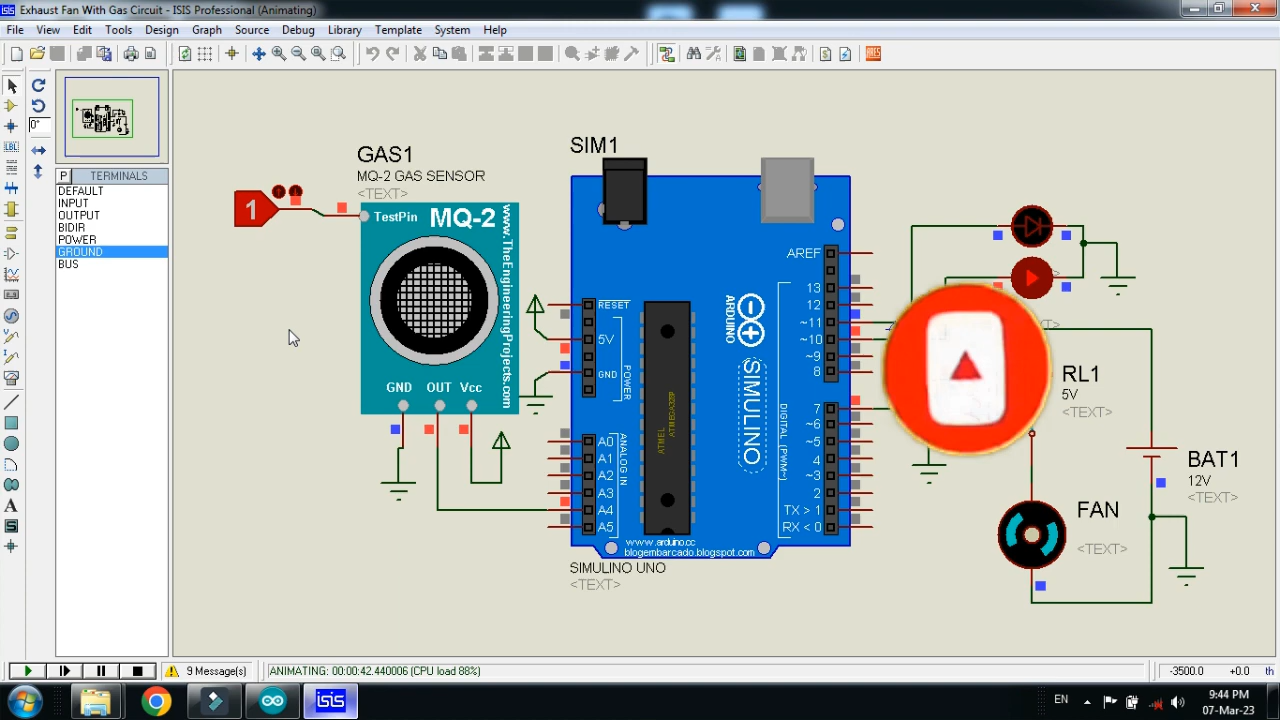 Exhaust Fan With Gas Circuit - ISIS Professional (Animating)
File View Edit Tools Design Graph Source Debug Library Template System Help
ARES
0°
LBL
P TERMINALS
DEFAULT
INPUT
OUTPUT
BIDIR
POWER
GROUND
BUS
A
GAS1
MQ-2 GAS SENSOR
<TEXT>
1
TestPin MQ-2
www.TheEngineeringProjects.com
GND OUT Vcc
SIM1
AREF
13
12
~11
~10
~9
8
7
~6
~5
4
~3
2
TX > 1
RX < 0
DIGITAL (PWM~)
RESET
5V
GND
POWER
A0
A1
A2
A3
A4
A5
ANALOG IN
ATMEL
ATMEGA328P
ARDUINO
SIMULINO
www.arduino.cc
blogembarcado.blogspot.com
SIMULINO UNO
<TEXT>
RL1
5V
<TEXT>
BAT1
12V
<TEXT>
FAN
<TEXT>
9 Message(s) ANIMATING: 00:00:42.440006 (CPU load 88%) -3500.0 +0.0 th
isis
EN
9:44 PM
07-Mar-23